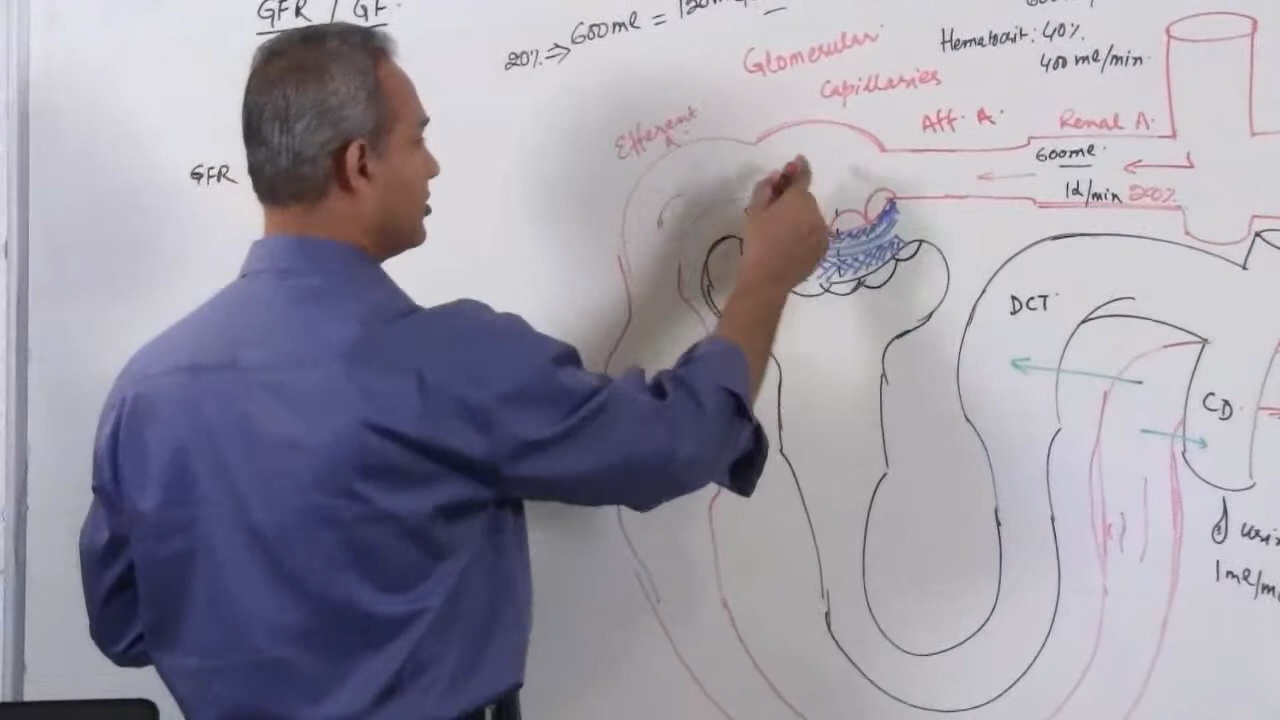 GFR / GF.
20% ⇒ 600ml =
Hematocrit: 40%.
400 ml/min.
Glomerular
Capillaries
Efferent
A.
Aff. A.
Renal A.
600ml
1L/min 20%
GFR
DCT
CD.
1ml/m